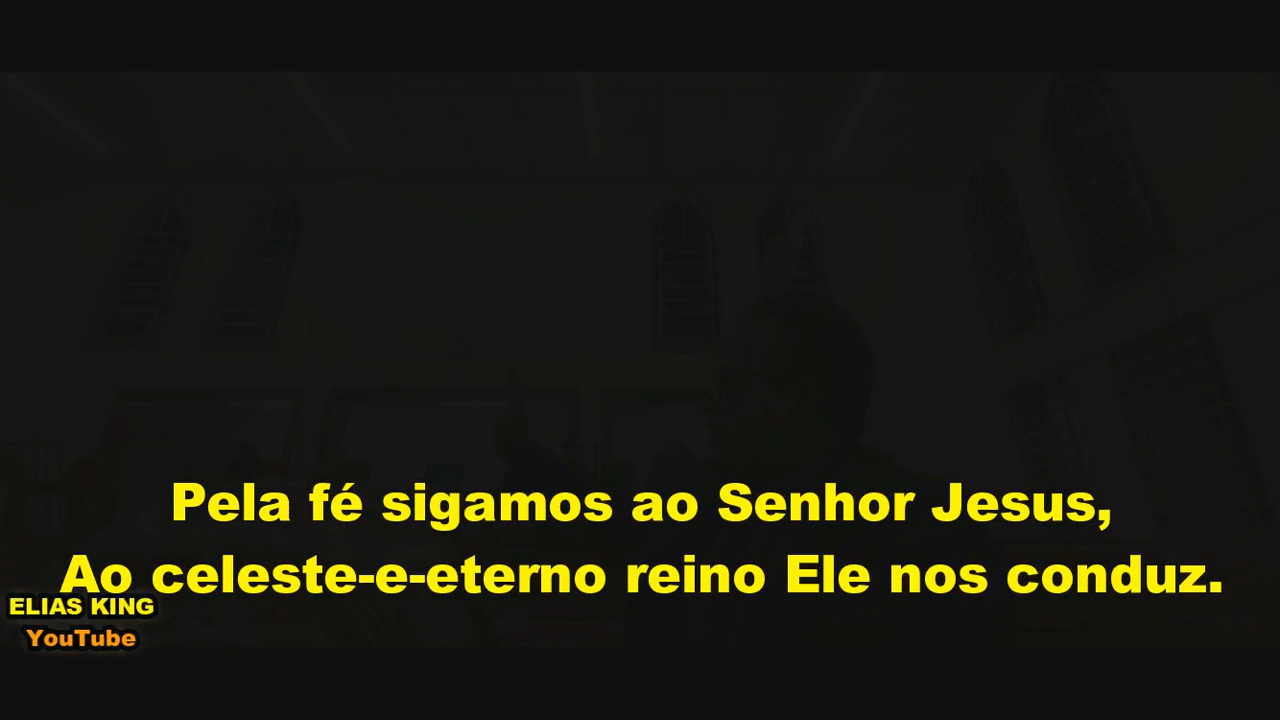 Pela fé sigamos ao Senhor Jesus,
Ao celeste-e-eterno reino Ele nos conduz.
ELIAS KING
YouTube